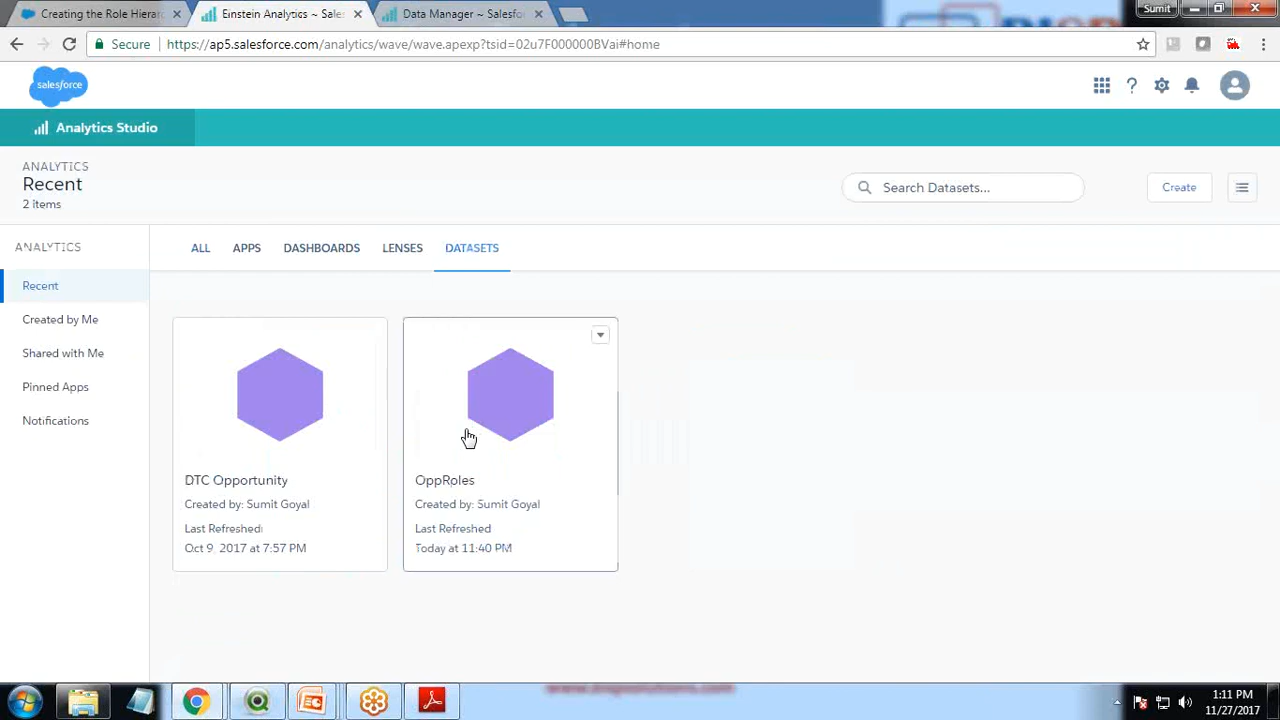 Creating the Role Hierarc
Einstein Analytics ~ Sales
Data Manager ~ Salesfor
Sumit
Secure
https://ap5.salesforce.com/analytics/wave/wave.apexp?tsid=02u7F000000BVai#home
salesforce
Analytics Studio
ANALYTICS
Recent
2 items
Search Datasets...
Create
ANALYTICS
ALL
APPS
DASHBOARDS
LENSES
DATASETS
Recent
Created by Me
Shared with Me
Pinned Apps
Notifications
DTC Opportunity
Created by: Sumit Goyal
Last Refreshed:
Oct 9 2017 at 7:57 PM
OppRoles
Created by: Sumit Goyal
Last Refreshed
Today at 11:40 PM
1:11 PM
11/27/2017